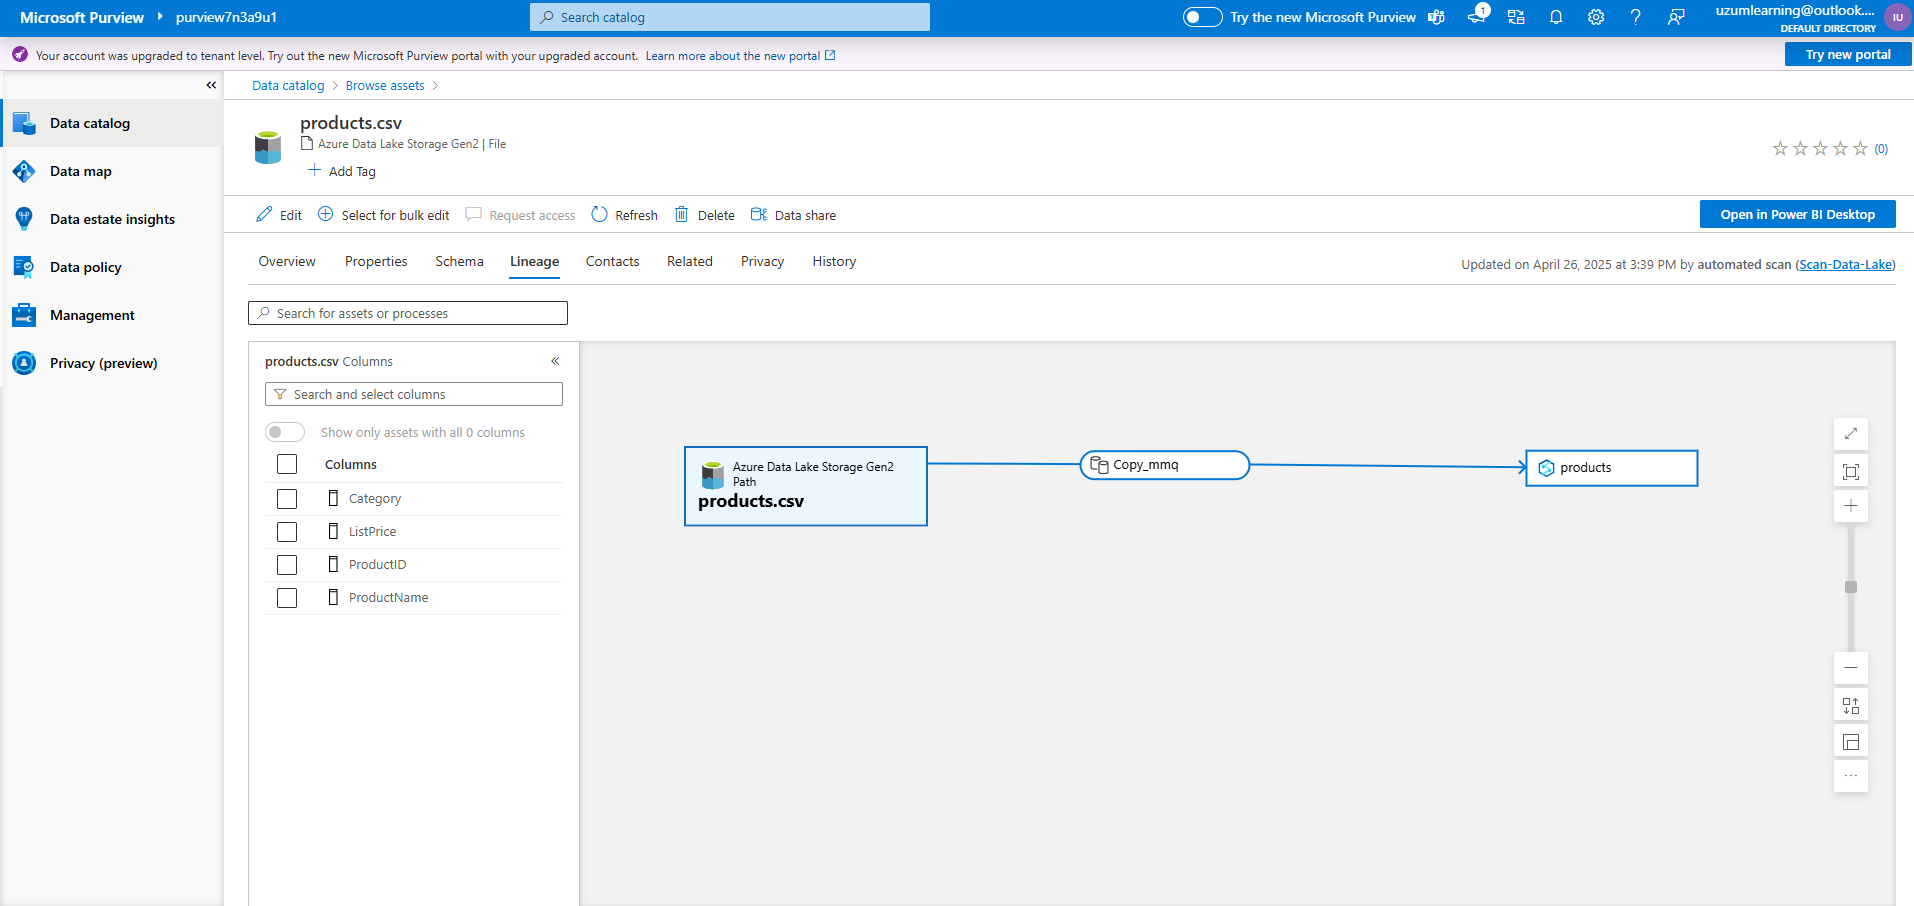 Microsoft Purview purview7n3a9u1
Search catalog
Try the new Microsoft Purview
1
uzumlearning@outlook....
DEFAULT DIRECTORY
IU
Your account was upgraded to tenant level. Try out the new Microsoft Purview portal with your upgraded account. Learn more about the new portal
Try new portal
Data catalog
Data map
Data estate insights
Data policy
Management
Privacy (preview)
Data catalog > Browse assets >
products.csv
Azure Data Lake Storage Gen2 | File
Add Tag
(0)
Edit Select for bulk edit Request access Refresh Delete Data share
Open in Power BI Desktop
Overview Properties Schema Lineage Contacts Related Privacy History
Updated on April 26, 2025 at 3:39 PM by automated scan (Scan-Data-Lake)
Search for assets or processes
products.csv Columns
Search and select columns
Show only assets with all 0 columns
Columns
Category
ListPrice
ProductID
ProductName
Azure Data Lake Storage Gen2
Path
products.csv
Copy_mmq
products